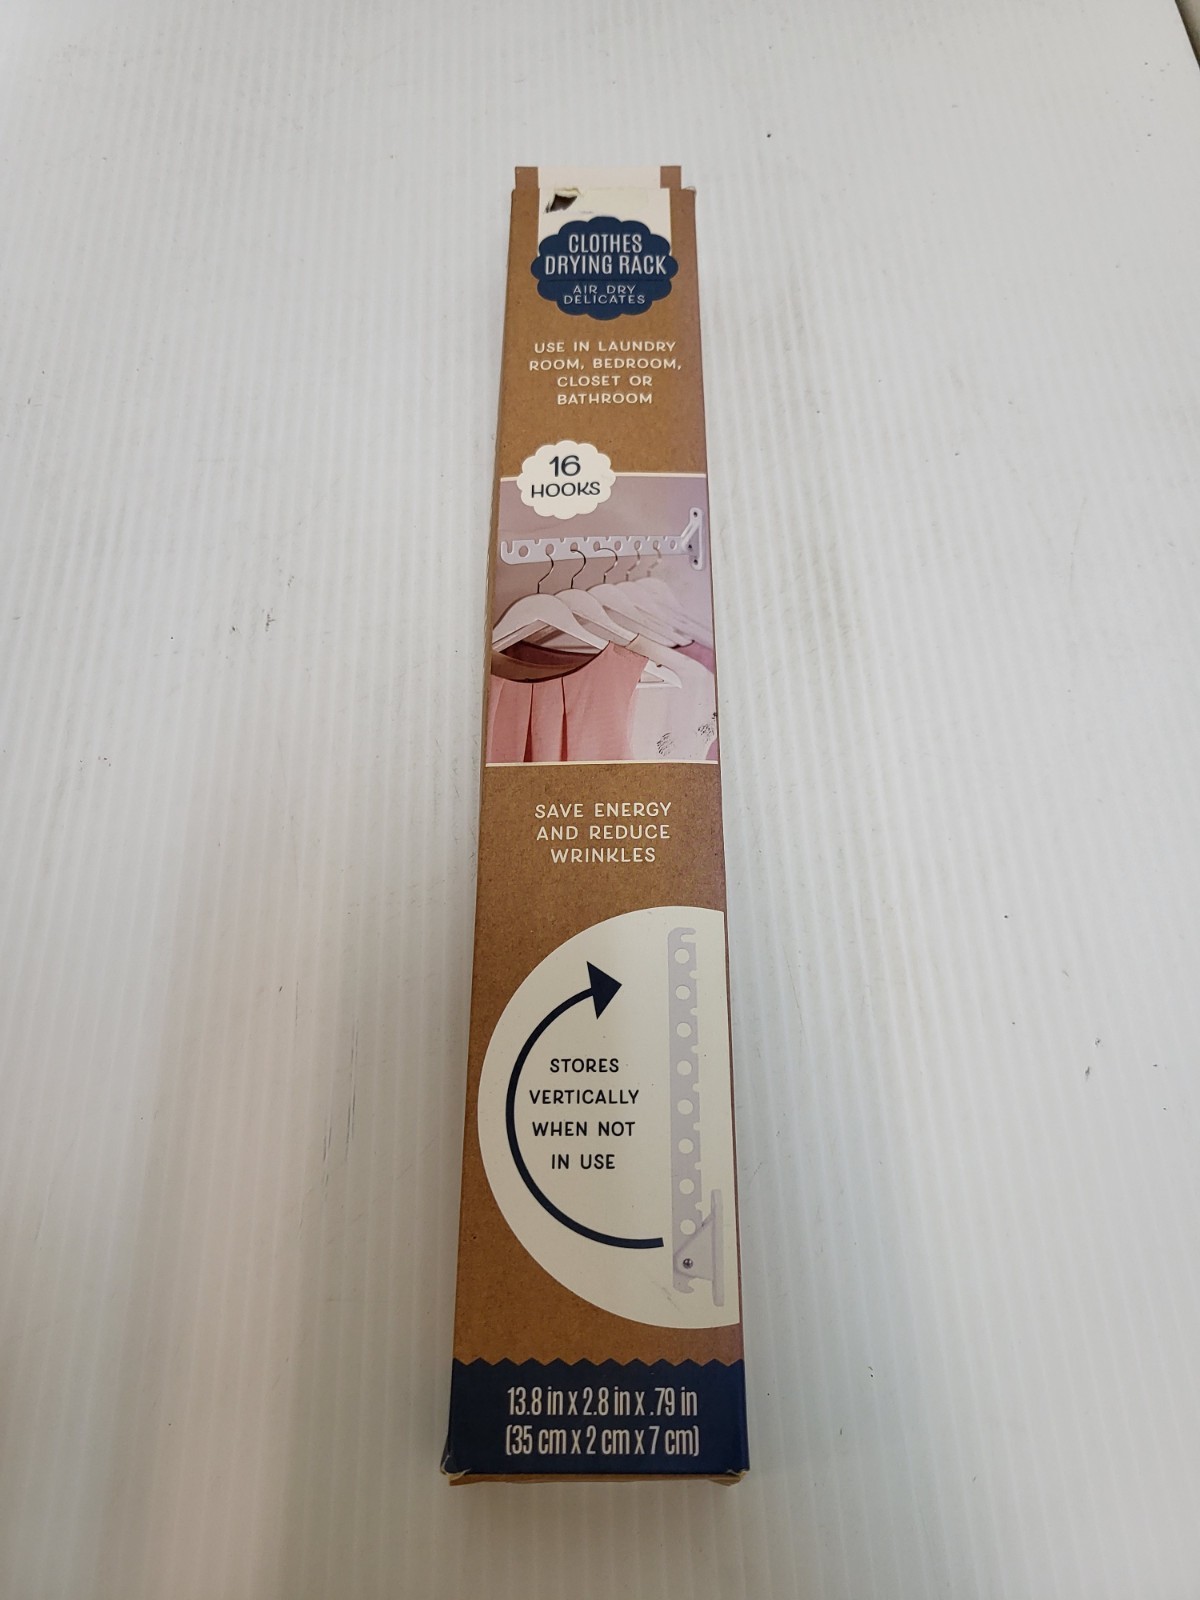 CLOTHES
DRYING RACK
AIR DRY
DELICATES
USE IN LAUNDRY
ROOM, BEDROOM,
CLOSET OR
BATHROOM
16
HOOKS
SAVE ENERGY
AND REDUCE
WRINKLES
STORES
VERTICALLY
WHEN NOT
IN USE
13.8 in x 2.8 in x .79 in
(35 cm x 2 cm x 7 cm)